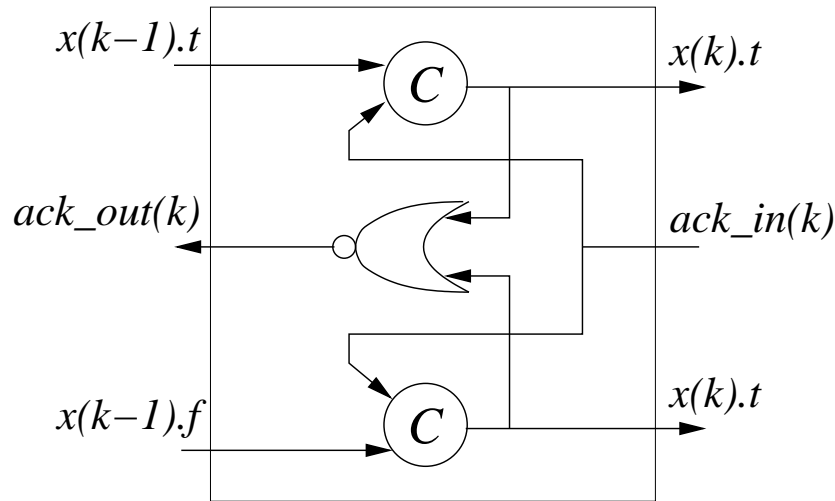 x(k−1).t
C
x(k).t
ack_out(k)
ack_in(k)
x(k−1).f
C
x(k).t